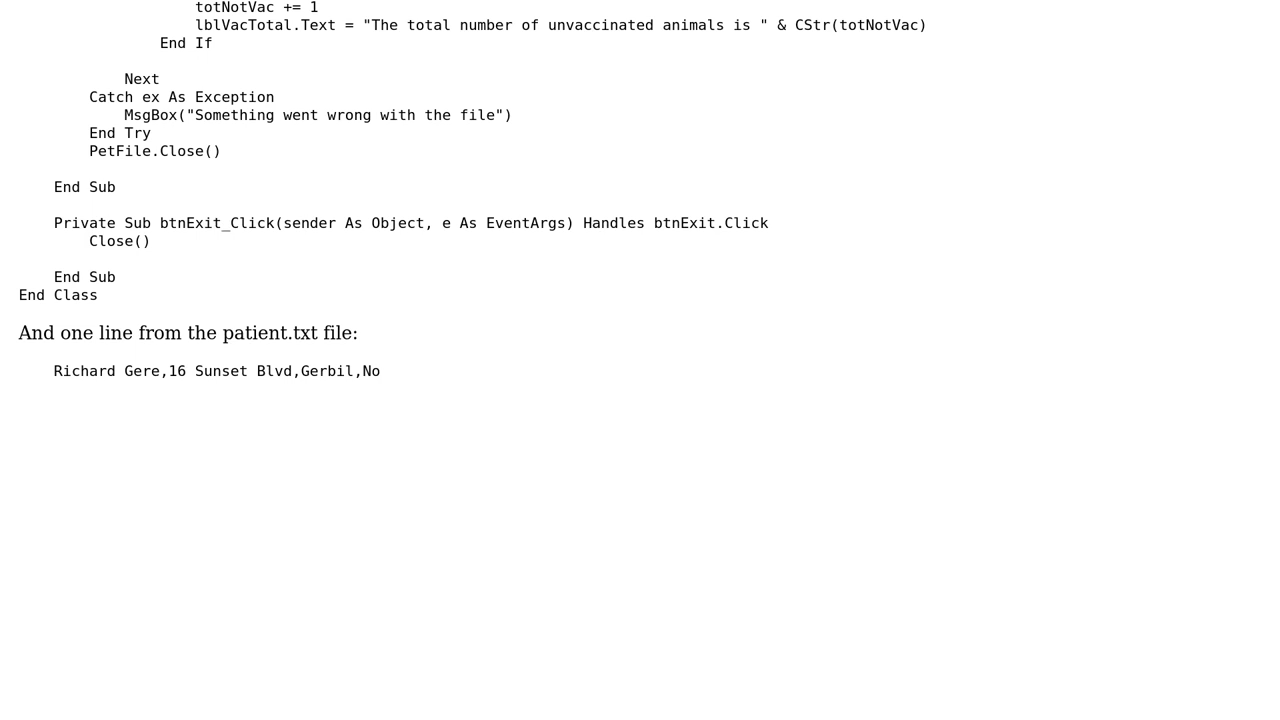 totNotVac += 1
                    lblVacTotal.Text = "The total number of unvaccinated animals is " & CStr(totNotVac)
                End If

            Next
        Catch ex As Exception
            MsgBox("Something went wrong with the file")
        End Try
        PetFile.Close()

    End Sub

    Private Sub btnExit_Click(sender As Object, e As EventArgs) Handles btnExit.Click
        Close()

    End Sub
End Class

And one line from the patient.txt file:

    Richard Gere,16 Sunset Blvd,Gerbil,No